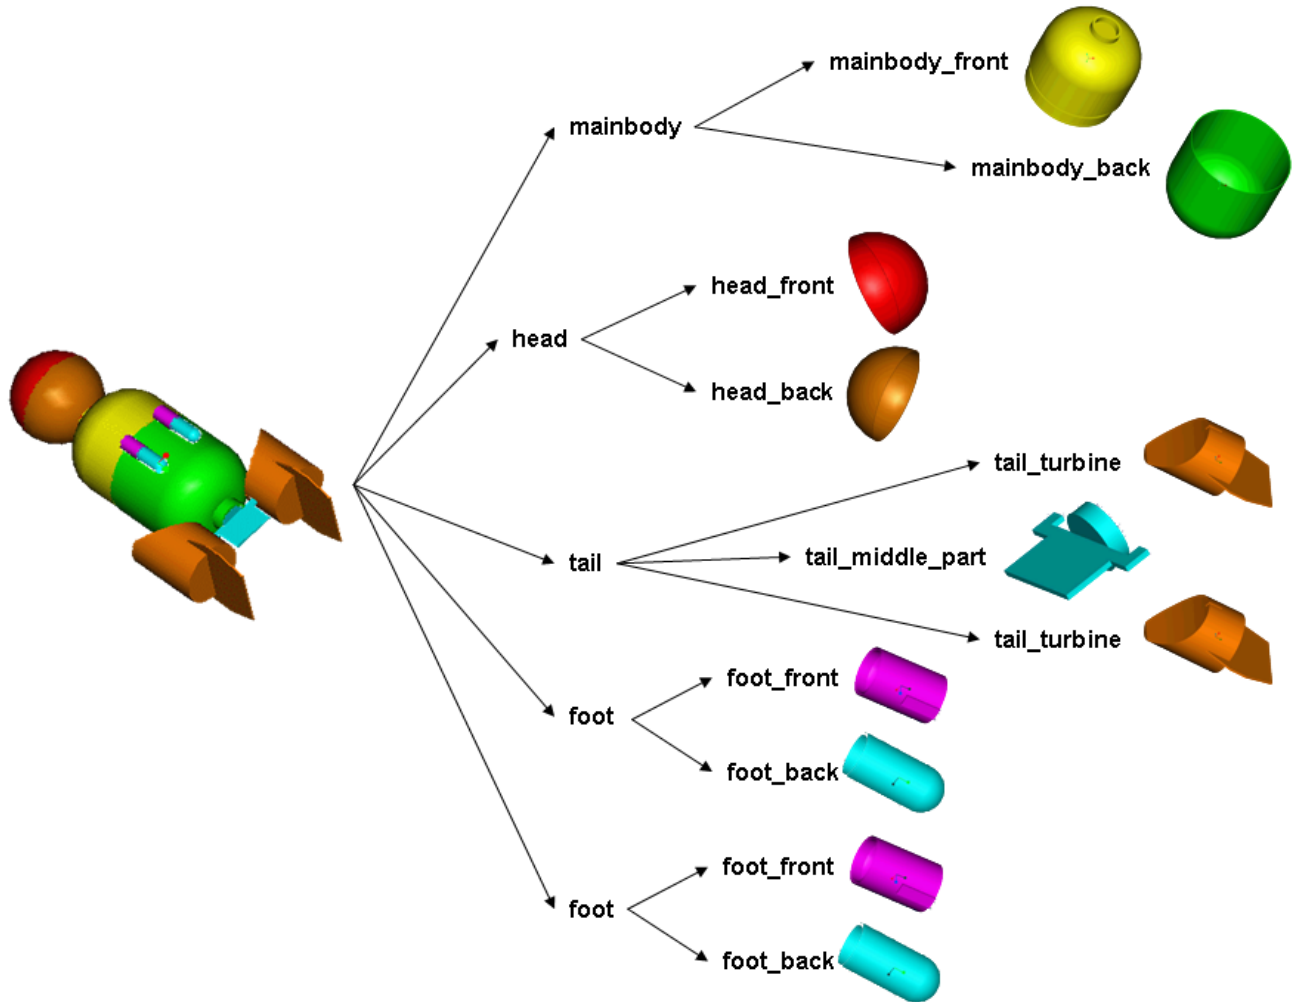 mainbody_front
mainbody
mainbody_back
head_front
head
head_back
tail_turbine
tail_middle_part
tail
tail_turbine
foot_front
foot
foot_back
foot_front
foot
foot_back